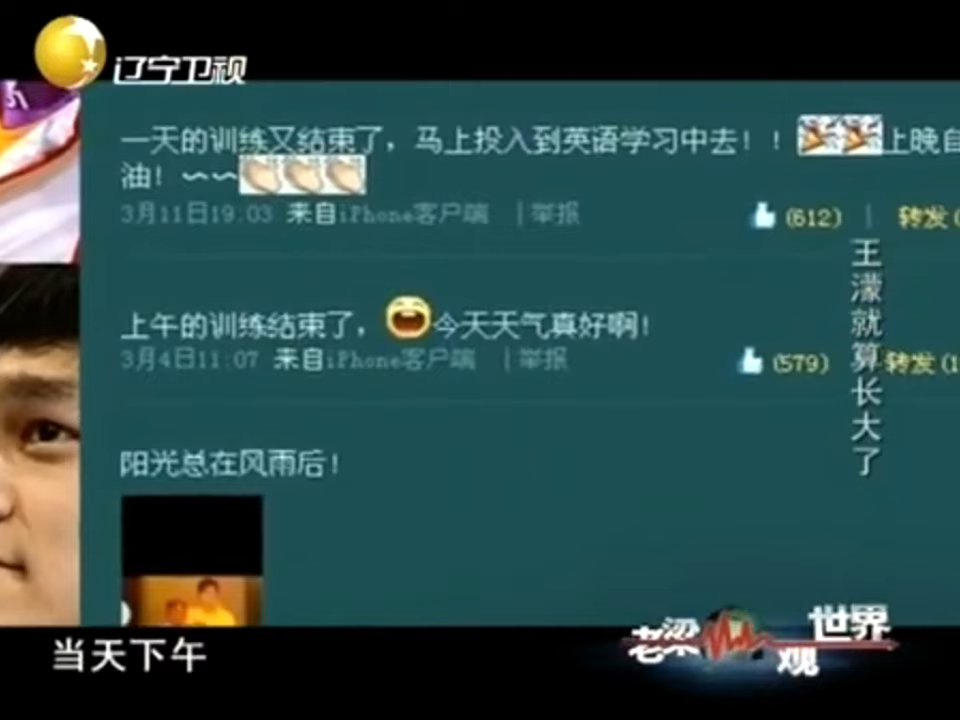 辽宁卫视
一天的训练又结束了，马上投入到英语学习中去！！上晚自
油！~~
3月11日19:03 来自iPhone客户端 |举报
(612) | 转发(
上午的训练结束了，今天天气真好啊！
3月4日11:07 来自iPhone客户端 |举报
(579) 转发(1
阳光总在风雨后！
王濛就算长大了
当天下午
老梁世界观